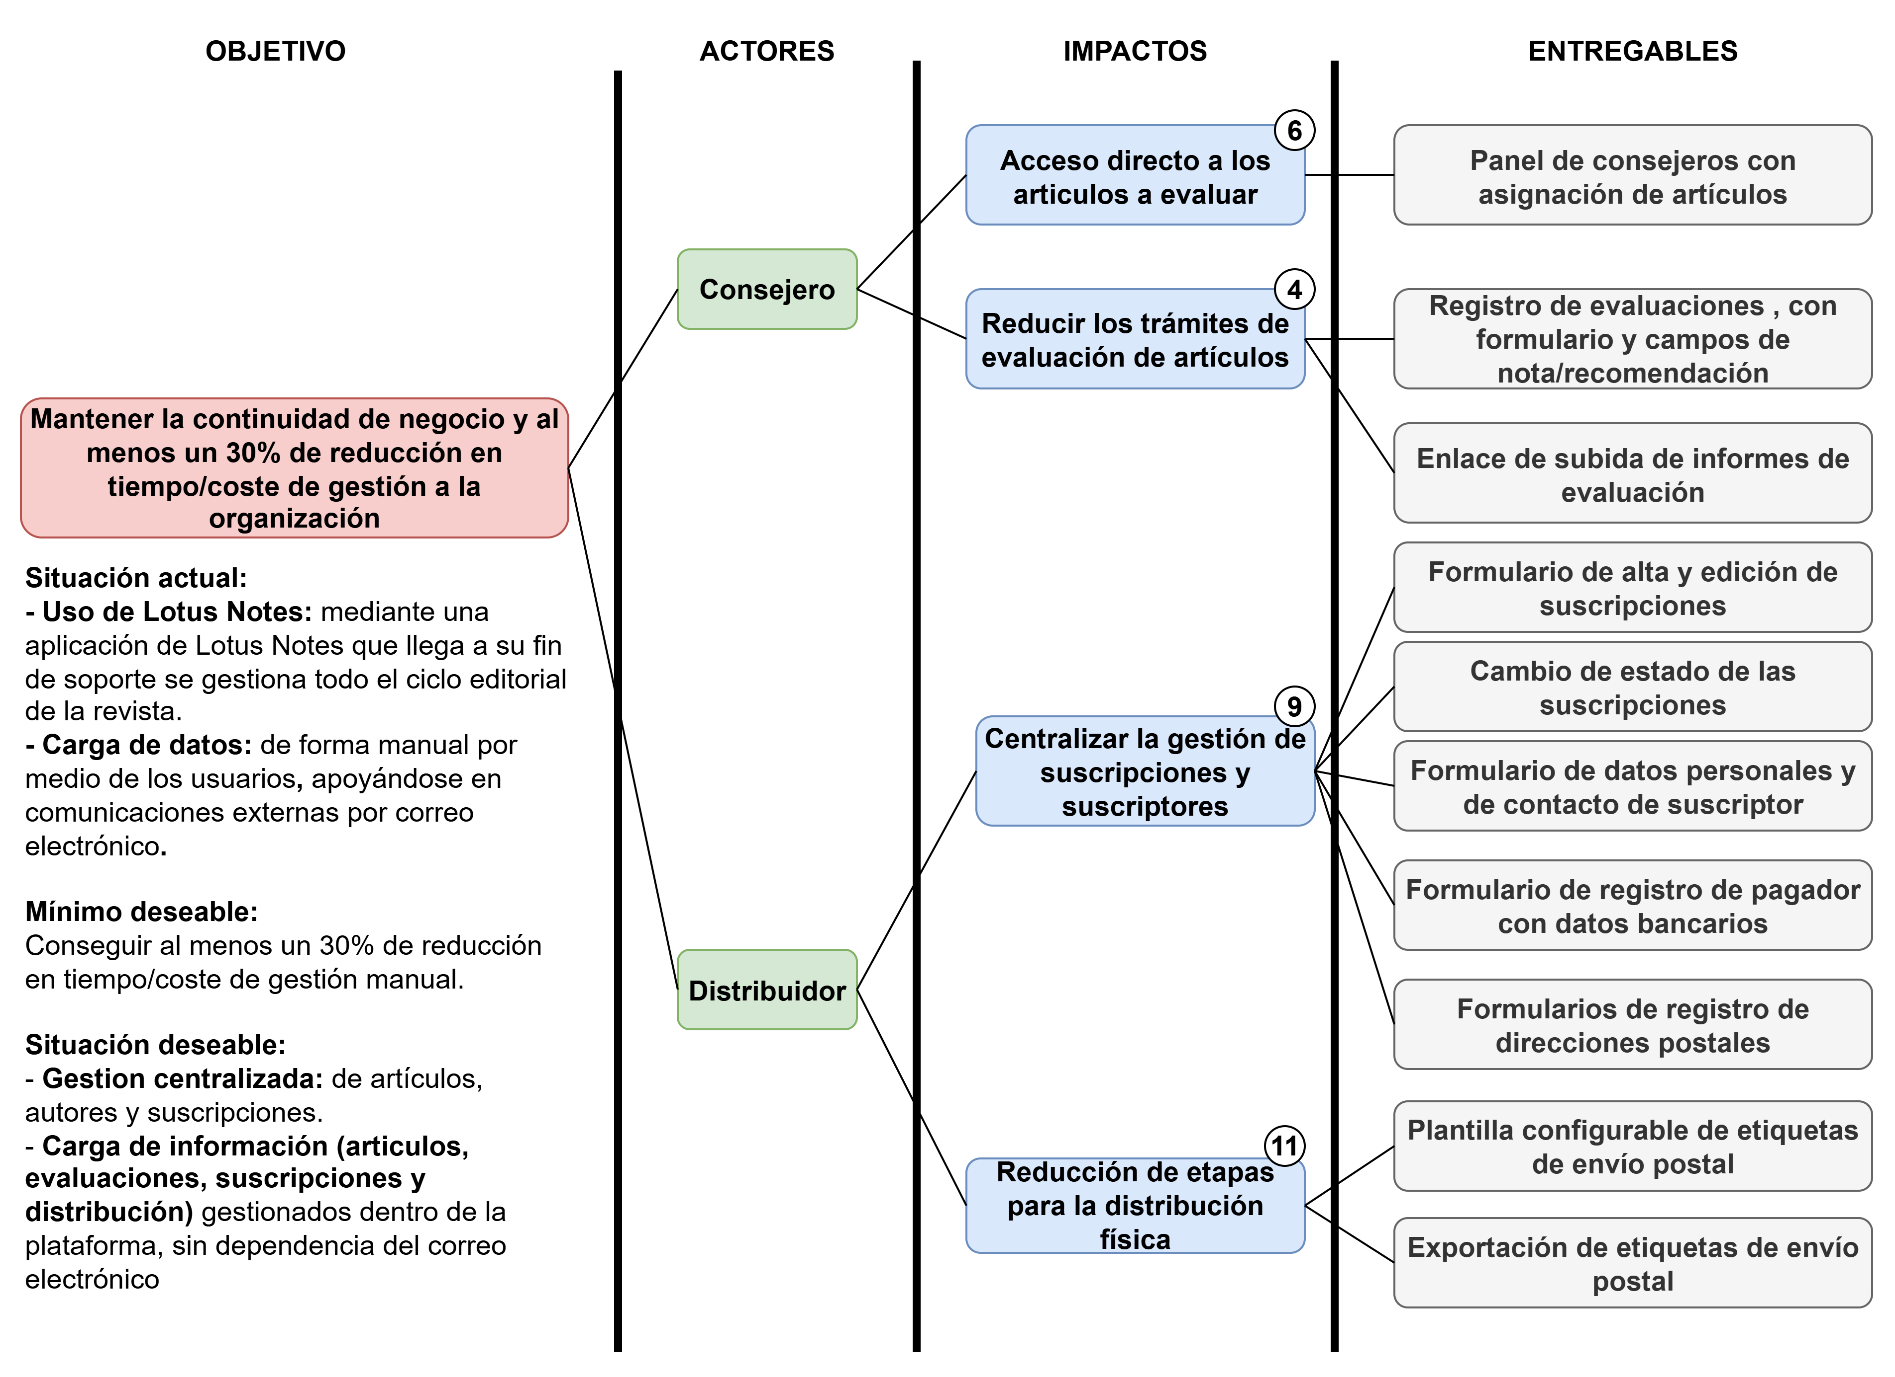 OBJETIVO
ACTORES
IMPACTOS
ENTREGABLES
Mantener la continuidad de negocio y al
menos un 30% de reducción en
tiempo/coste de gestión a la
organización
Situación actual:
- Uso de Lotus Notes: mediante una
aplicación de Lotus Notes que llega a su fin
de soporte se gestiona todo el ciclo editorial
de la revista.
- Carga de datos: de forma manual por
medio de los usuarios, apoyándose en
comunicaciones externas por correo
electrónico.
Mínimo deseable:
Conseguir al menos un 30% de reducción
en tiempo/coste de gestión manual.
Situación deseable:
- Gestion centralizada: de artículos,
autores y suscripciones.
- Carga de información (articulos,
evaluaciones, suscripciones y
distribución) gestionados dentro de la
plataforma, sin dependencia del correo
electrónico
Consejero
Distribuidor
6
Acceso directo a los
articulos a evaluar
4
Reducir los trámites de
evaluación de artículos
9
Centralizar la gestión de
suscripciones y
suscriptores
11
Reducción de etapas
para la distribución
física
Panel de consejeros con
asignación de artículos
Registro de evaluaciones , con
formulario y campos de
nota/recomendación
Enlace de subida de informes de
evaluación
Formulario de alta y edición de
suscripciones
Cambio de estado de las
suscripciones
Formulario de datos personales y
de contacto de suscriptor
Formulario de registro de pagador
con datos bancarios
Formularios de registro de
direcciones postales
Plantilla configurable de etiquetas
de envío postal
Exportación de etiquetas de envío
postal